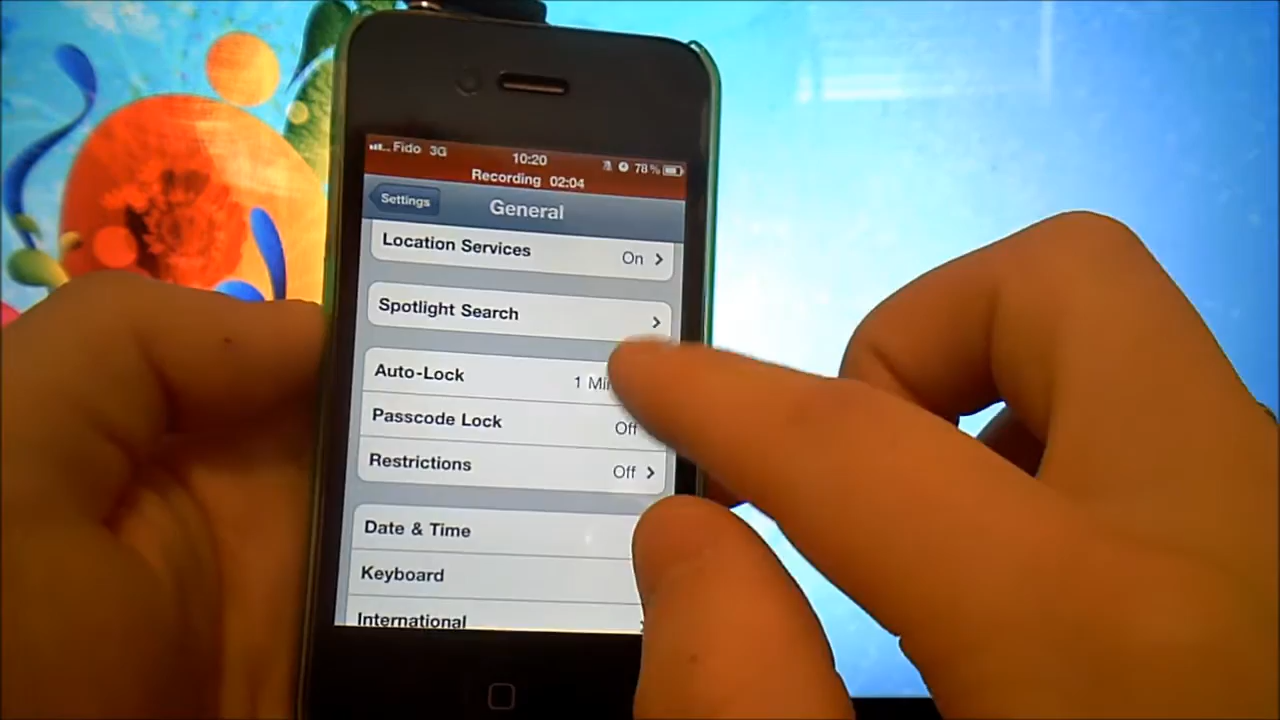 Fido 3G 10:20 78%
Recording 02:04
Settings General
Location Services On
Spotlight Search
Auto-Lock 1
Passcode Lock Off
Restrictions Off
Date & Time
Keyboard
International